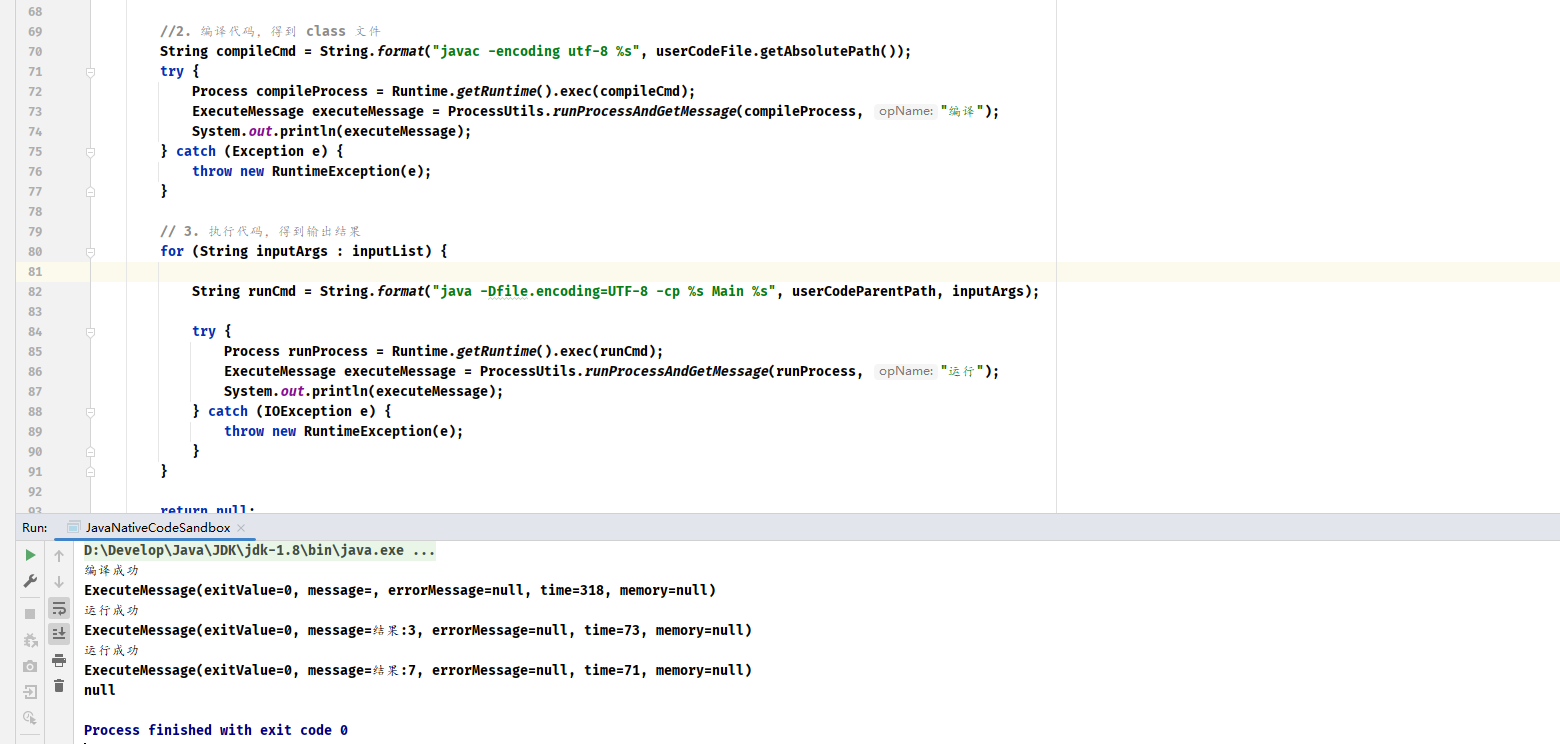 68
69 //2. 编译代码，得到 class 文件
70 String compileCmd = String.format("javac -encoding utf-8 %s", userCodeFile.getAbsolutePath());
71 try {
72 Process compileProcess = Runtime.getRuntime().exec(compileCmd);
73 ExecuteMessage executeMessage = ProcessUtils.runProcessAndGetMessage(compileProcess, opName: "编译");
74 System.out.println(executeMessage);
75 } catch (Exception e) {
76 throw new RuntimeException(e);
77 }
78
79 // 3. 执行代码，得到输出结果
80 for (String inputArgs : inputList) {
81
82 String runCmd = String.format("java -Dfile.encoding=UTF-8 -cp %s Main %s", userCodeParentPath, inputArgs);
83
84 try {
85 Process runProcess = Runtime.getRuntime().exec(runCmd);
86 ExecuteMessage executeMessage = ProcessUtils.runProcessAndGetMessage(runProcess, opName: "运行");
87 System.out.println(executeMessage);
88 } catch (IOException e) {
89 throw new RuntimeException(e);
90 }
91 }
92
93 return null;
Run: JavaNativeCodeSandbox
D:\Develop\Java\JDK\jdk-1.8\bin\java.exe ...
编译成功
ExecuteMessage(exitValue=0, message=, errorMessage=null, time=318, memory=null)
运行成功
ExecuteMessage(exitValue=0, message=结果:3, errorMessage=null, time=73, memory=null)
运行成功
ExecuteMessage(exitValue=0, message=结果:7, errorMessage=null, time=71, memory=null)
null
Process finished with exit code 0